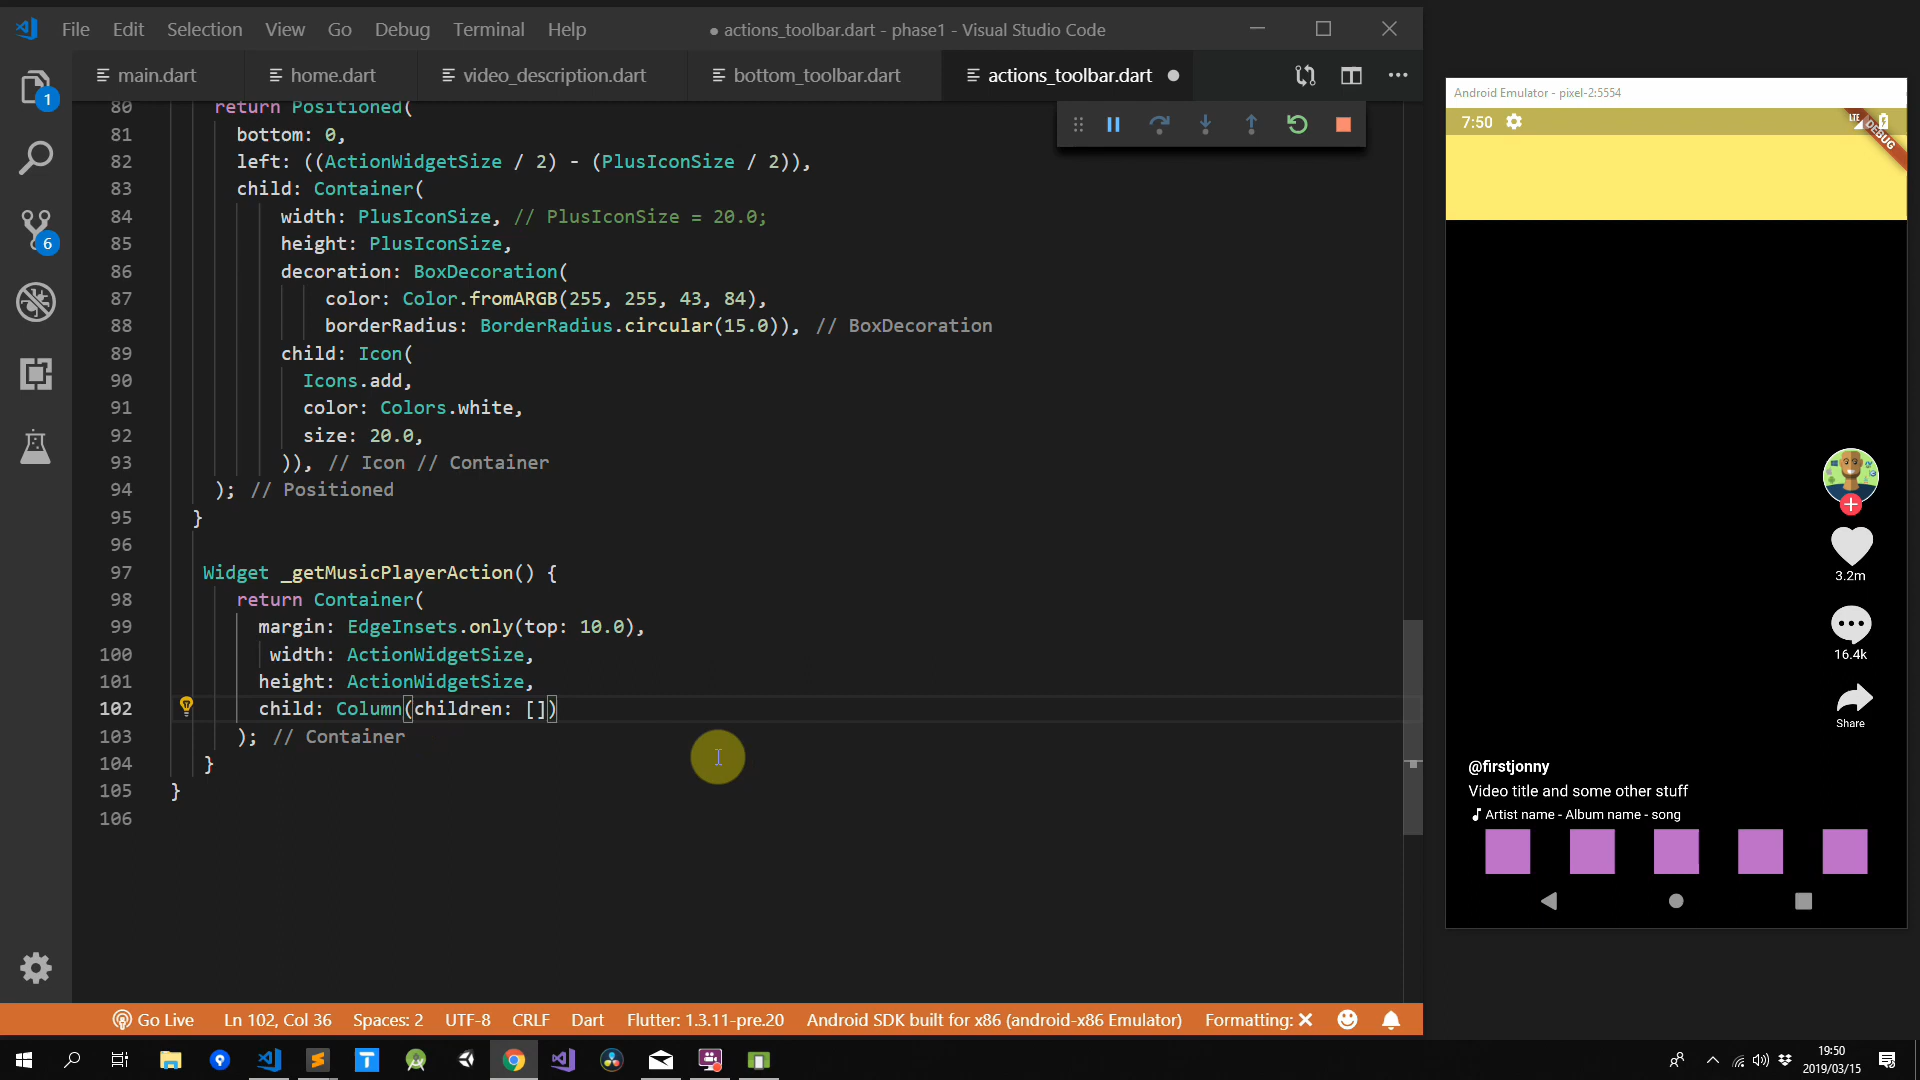 File Edit Selection View Go Debug Terminal Help
● actions_toolbar.dart - phase1 - Visual Studio Code
main.dart
home.dart
video_description.dart
bottom_toolbar.dart
actions_toolbar.dart
1
6
80 return Positioned(
81 bottom: 0,
82 left: ((ActionWidgetSize / 2) - (PlusIconSize / 2)),
83 child: Container(
84 width: PlusIconSize, // PlusIconSize = 20.0;
85 height: PlusIconSize,
86 decoration: BoxDecoration(
87 color: Color.fromARGB(255, 255, 43, 84),
88 borderRadius: BorderRadius.circular(15.0)), // BoxDecoration
89 child: Icon(
90 Icons.add,
91 color: Colors.white,
92 size: 20.0,
93 )), // Icon // Container
94 ); // Positioned
95 }
96
97 Widget _getMusicPlayerAction() {
98 return Container(
99 margin: EdgeInsets.only(top: 10.0),
100 width: ActionWidgetSize,
101 height: ActionWidgetSize,
102 child: Column(children: [])
103 ); // Container
104 }
105 }
106
Go Live Ln 102, Col 36 Spaces: 2 UTF-8 CRLF Dart Flutter: 1.3.11-pre.20 Android SDK built for x86 (android-x86 Emulator) Formatting: ✕
Android Emulator - pixel-2:5554
7:50
LTE
DEBUG
3.2m
16.4k
Share
@firstjonny
Video title and some other stuff
Artist name - Album name - song
19:50
2019/03/15